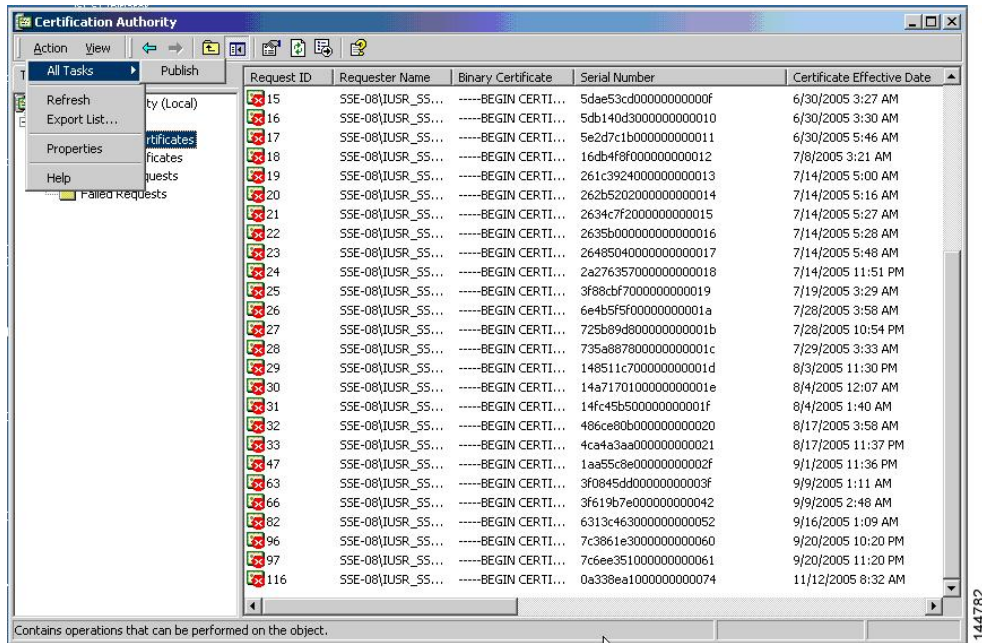 Certification Authority
Action View
All Tasks
Publish
Refresh
Export List...
Properties
Help
ty (Local)
rtificates
ficates
quests
Failed Requests
Request ID Requester Name Binary Certificate Serial Number Certificate Effective Date
15 SSE-08\IUSR_SS... -----BEGIN CERTI... 5dae53cd00000000000f 6/30/2005 3:27 AM
16 SSE-08\IUSR_SS... -----BEGIN CERTI... 5db140d3000000000010 6/30/2005 3:30 AM
17 SSE-08\IUSR_SS... -----BEGIN CERTI... 5e2d7c1b000000000011 6/30/2005 5:46 AM
18 SSE-08\IUSR_SS... -----BEGIN CERTI... 16db4f8f000000000012 7/8/2005 3:21 AM
19 SSE-08\IUSR_SS... -----BEGIN CERTI... 261c3924000000000013 7/14/2005 5:00 AM
20 SSE-08\IUSR_SS... -----BEGIN CERTI... 262b5202000000000014 7/14/2005 5:16 AM
21 SSE-08\IUSR_SS... -----BEGIN CERTI... 2634c7f2000000000015 7/14/2005 5:27 AM
22 SSE-08\IUSR_SS... -----BEGIN CERTI... 2635b000000000000016 7/14/2005 5:28 AM
23 SSE-08\IUSR_SS... -----BEGIN CERTI... 26485040000000000017 7/14/2005 5:48 AM
24 SSE-08\IUSR_SS... -----BEGIN CERTI... 2a276357000000000018 7/14/2005 11:51 PM
25 SSE-08\IUSR_SS... -----BEGIN CERTI... 3f88cbf7000000000019 7/19/2005 3:29 AM
26 SSE-08\IUSR_SS... -----BEGIN CERTI... 6e4b5f5f00000000001a 7/28/2005 3:58 AM
27 SSE-08\IUSR_SS... -----BEGIN CERTI... 725b89d800000000001b 7/28/2005 10:54 PM
28 SSE-08\IUSR_SS... -----BEGIN CERTI... 735a887800000000001c 7/29/2005 3:33 AM
29 SSE-08\IUSR_SS... -----BEGIN CERTI... 148511c700000000001d 8/3/2005 11:30 PM
30 SSE-08\IUSR_SS... -----BEGIN CERTI... 14a7170100000000001e 8/4/2005 12:07 AM
31 SSE-08\IUSR_SS... -----BEGIN CERTI... 14fc45b500000000001f 8/4/2005 1:40 AM
32 SSE-08\IUSR_SS... -----BEGIN CERTI... 486ce80b000000000020 8/17/2005 3:58 AM
33 SSE-08\IUSR_SS... -----BEGIN CERTI... 4ca4a3aa000000000021 8/17/2005 11:37 PM
47 SSE-08\IUSR_SS... -----BEGIN CERTI... 1aa55c8e00000000002f 9/1/2005 11:36 PM
63 SSE-08\IUSR_SS... -----BEGIN CERTI... 3f0845dd00000000003f 9/9/2005 1:11 AM
66 SSE-08\IUSR_SS... -----BEGIN CERTI... 3f619b7e000000000042 9/9/2005 2:48 AM
82 SSE-08\IUSR_SS... -----BEGIN CERTI... 6313c463000000000052 9/16/2005 1:09 AM
96 SSE-08\IUSR_SS... -----BEGIN CERTI... 7c3861e3000000000060 9/20/2005 10:20 PM
97 SSE-08\IUSR_SS... -----BEGIN CERTI... 7c6ee351000000000061 9/20/2005 11:20 PM
116 SSE-08\IUSR_SS... -----BEGIN CERTI... 0a338ea1000000000074 11/12/2005 8:32 AM
Contains operations that can be performed on the object.
144782